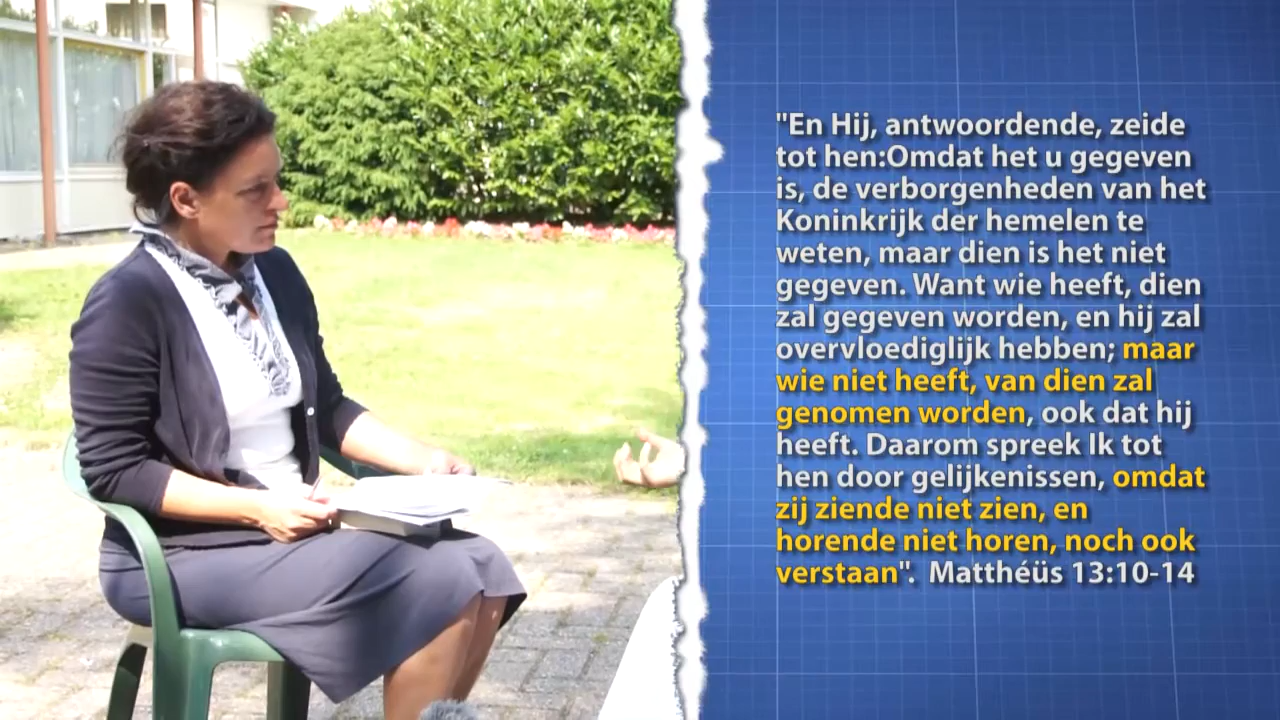 "En Hij, antwoordende, zeide
tot hen:Omdat het u gegeven
is, de verborgenheden van het
Koninkrijk der hemelen te
weten, maar dien is het niet
gegeven. Want wie heeft, dien
zal gegeven worden, en hij zal
overvloediglijk hebben; maar
wie niet heeft, van dien zal
genomen worden, ook dat hij
heeft. Daarom spreek Ik tot
hen door gelijkenissen, omdat
zij ziende niet zien, en
horende niet horen, noch ook
verstaan". Matthéüs 13:10-14